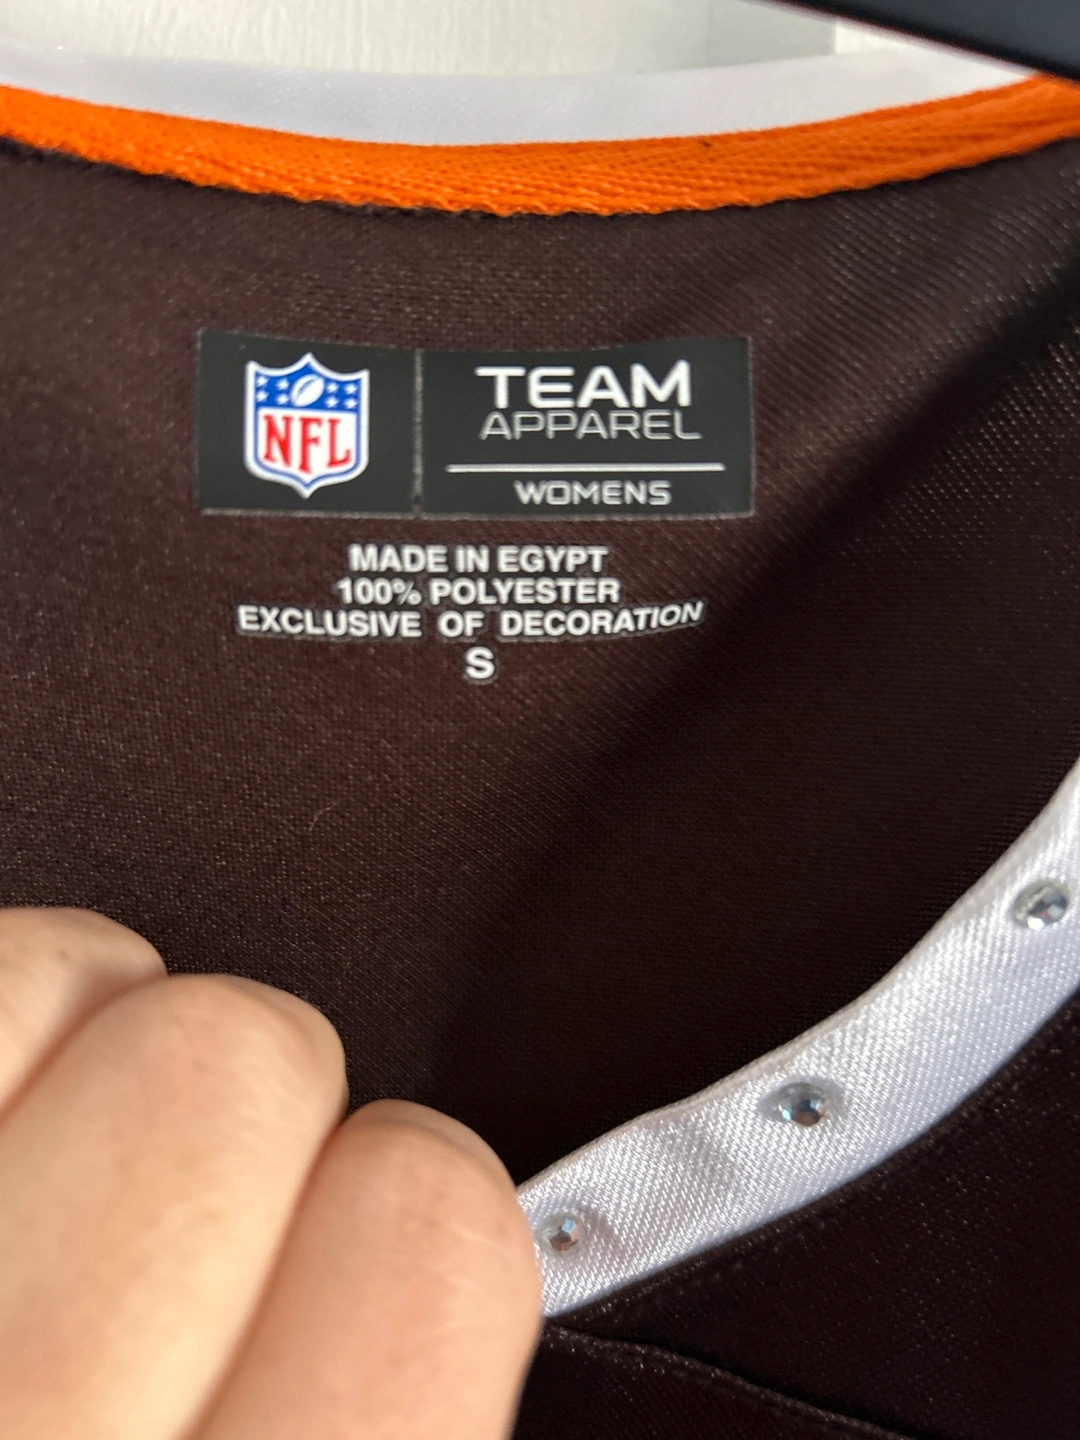 NFL
TEAM
APPAREL
WOMENS
MADE IN EGYPT
100% POLYESTER
EXCLUSIVE OF DECORATION
S